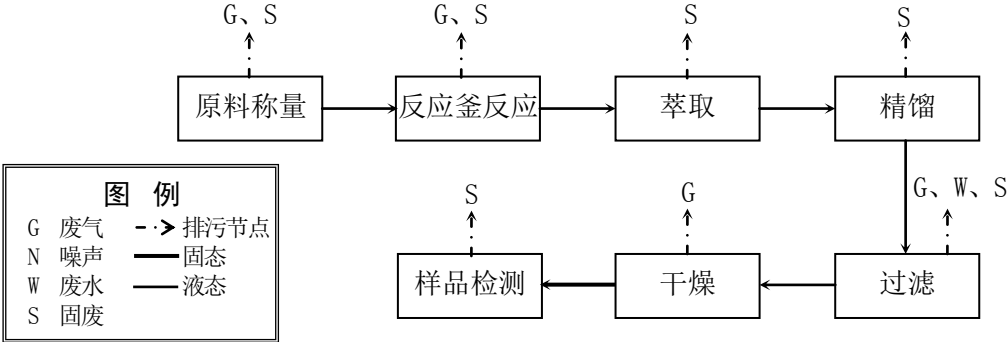 G、S
G、S
S
S
原料称量
反应釜反应
萃取
精馏
G、W、S
S
G
样品检测
干燥
过滤
图 例
G 废气 排污节点
N 噪声 固态
W 废水 液态
S 固废